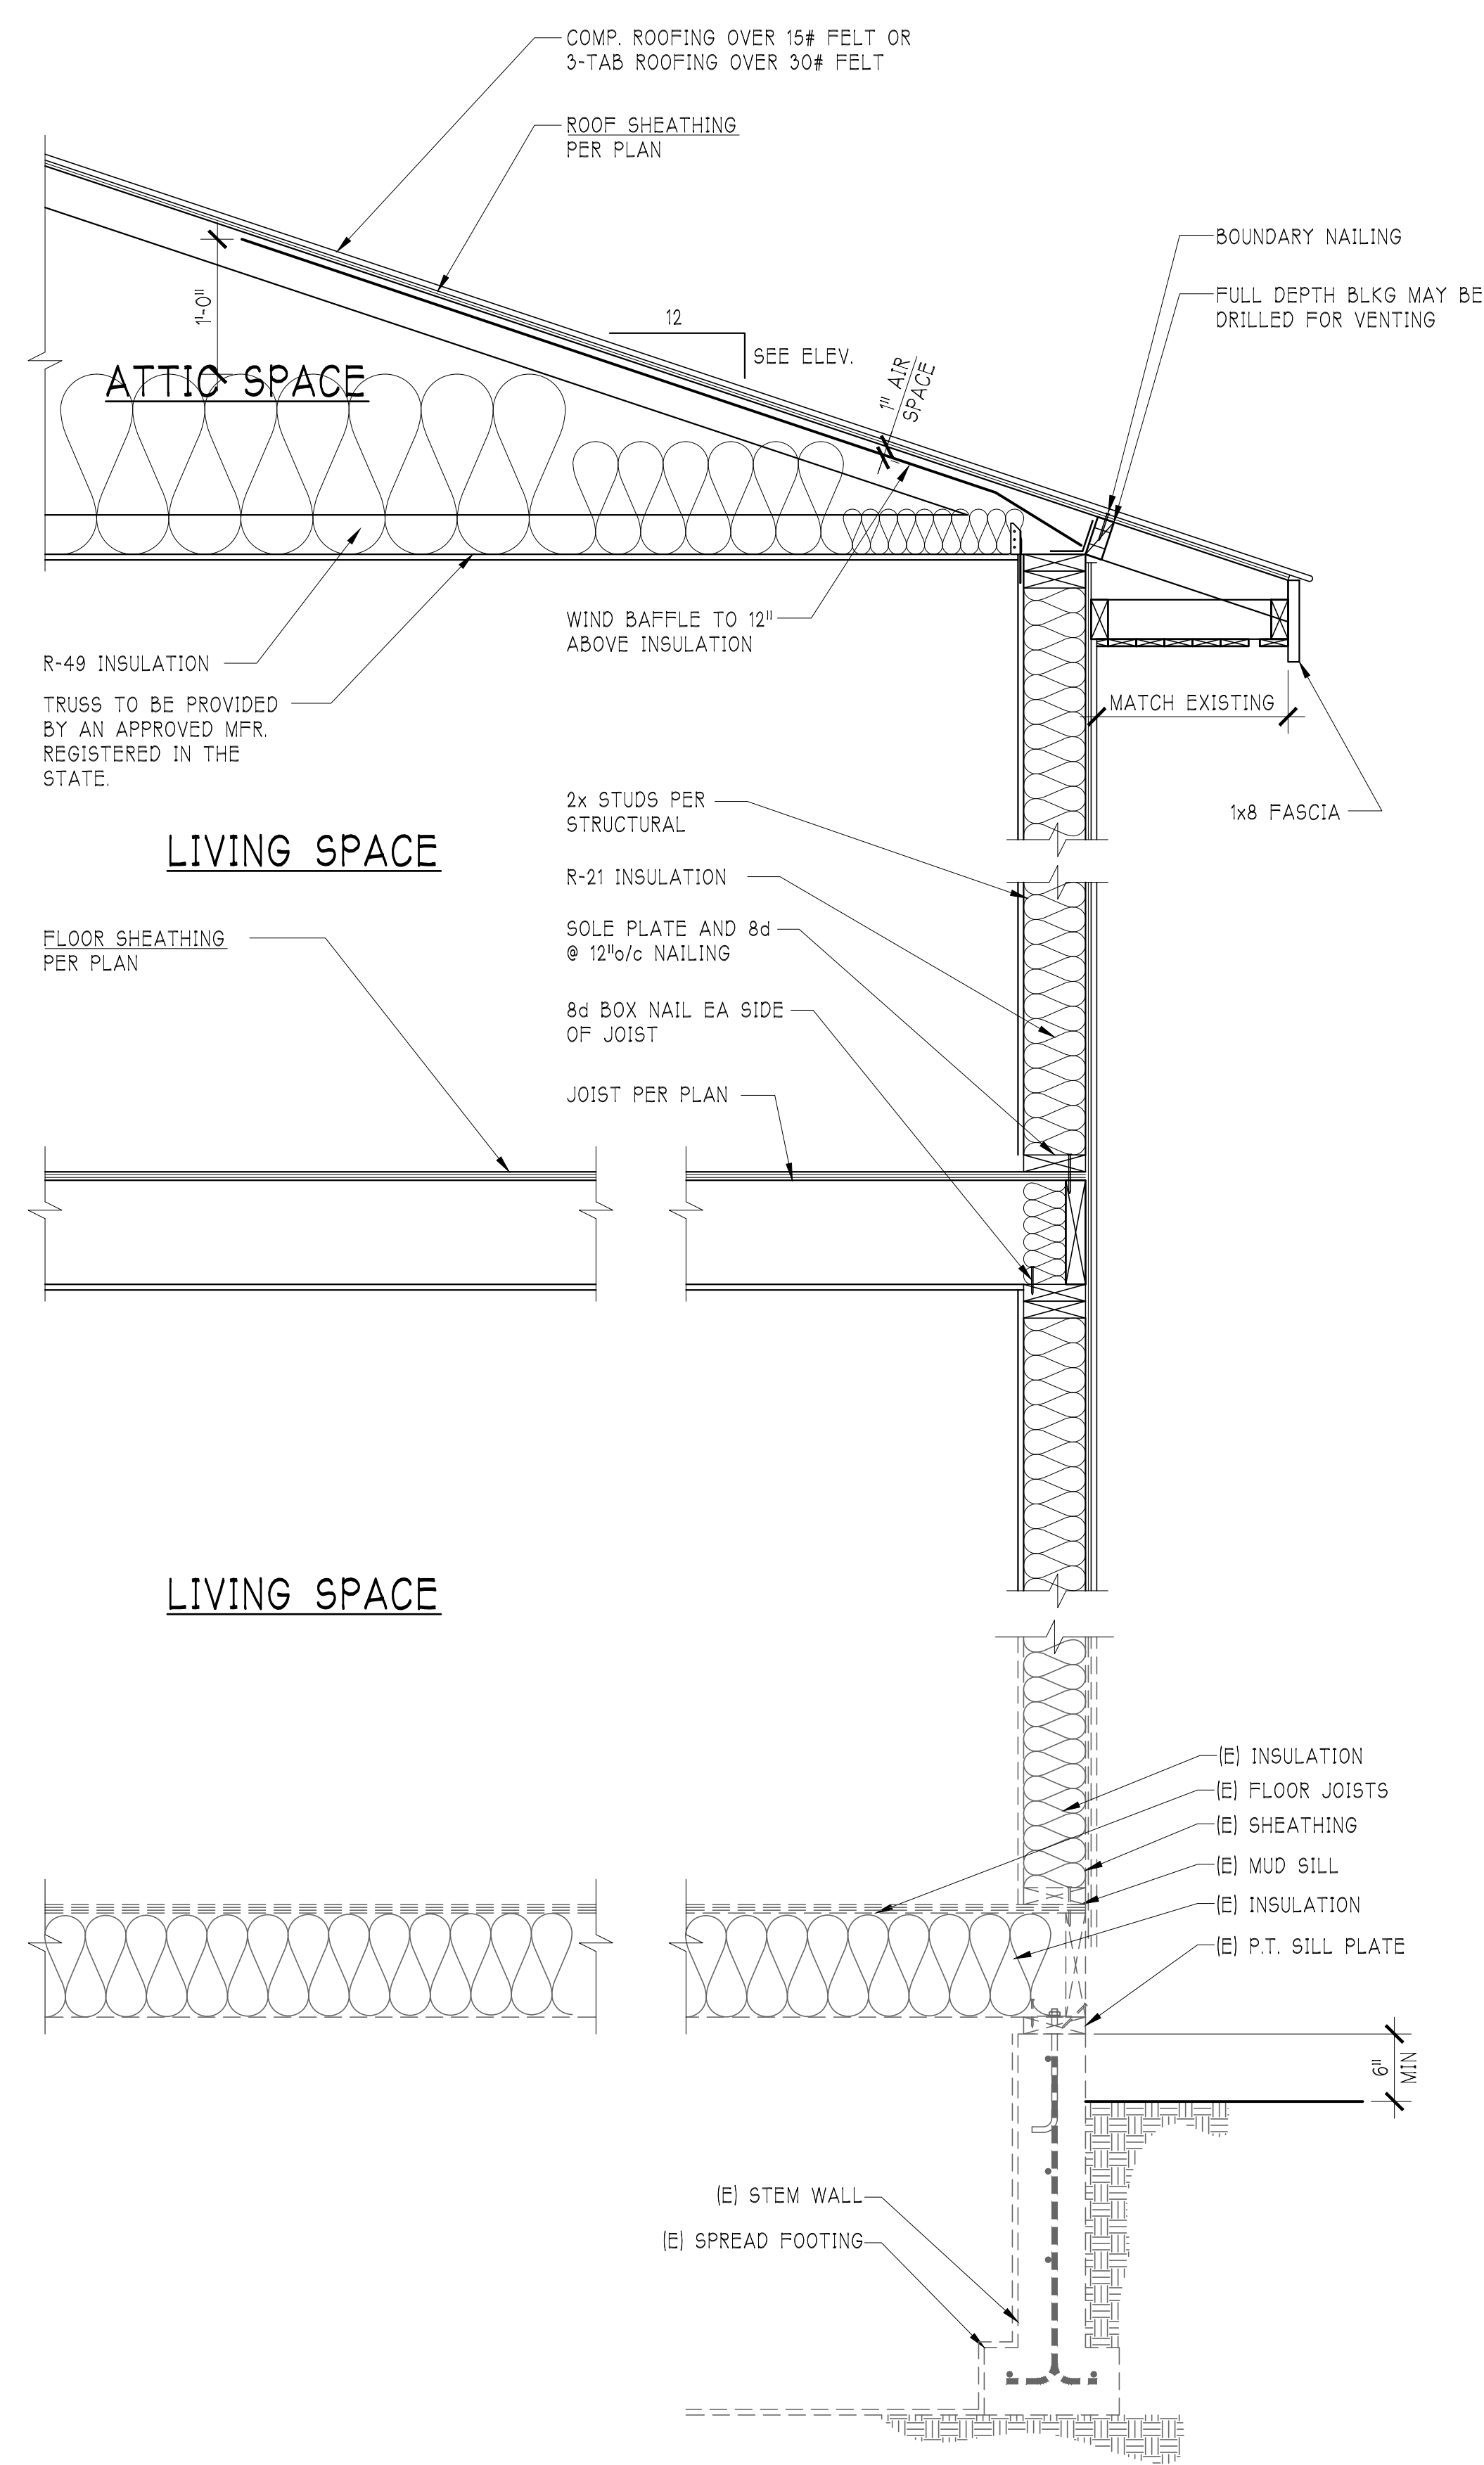 COMP. ROOFING OVER 15# FELT OR
3-TAB ROOFING OVER 30# FELT
ROOF SHEATHING
PER PLAN
BOUNDARY NAILING
FULL DEPTH BLKG MAY BE
DRILLED FOR VENTING
1'-0"
12
SEE ELEV.
1" AIR
SPACE
ATTIC SPACE
WIND BAFFLE TO 12"
ABOVE INSULATION
R-49 INSULATION
TRUSS TO BE PROVIDED
BY AN APPROVED MFR.
REGISTERED IN THE
STATE.
MATCH EXISTING
1x8 FASCIA
2x STUDS PER
STRUCTURAL
LIVING SPACE
R-21 INSULATION
SOLE PLATE AND 8d
@ 12"o/c NAILING
FLOOR SHEATHING
PER PLAN
8d BOX NAIL EA SIDE
OF JOIST
JOIST PER PLAN
LIVING SPACE
(E) INSULATION
(E) FLOOR JOISTS
(E) SHEATHING
(E) MUD SILL
(E) INSULATION
(E) P.T. SILL PLATE
6"
MIN
(E) STEM WALL
(E) SPREAD FOOTING